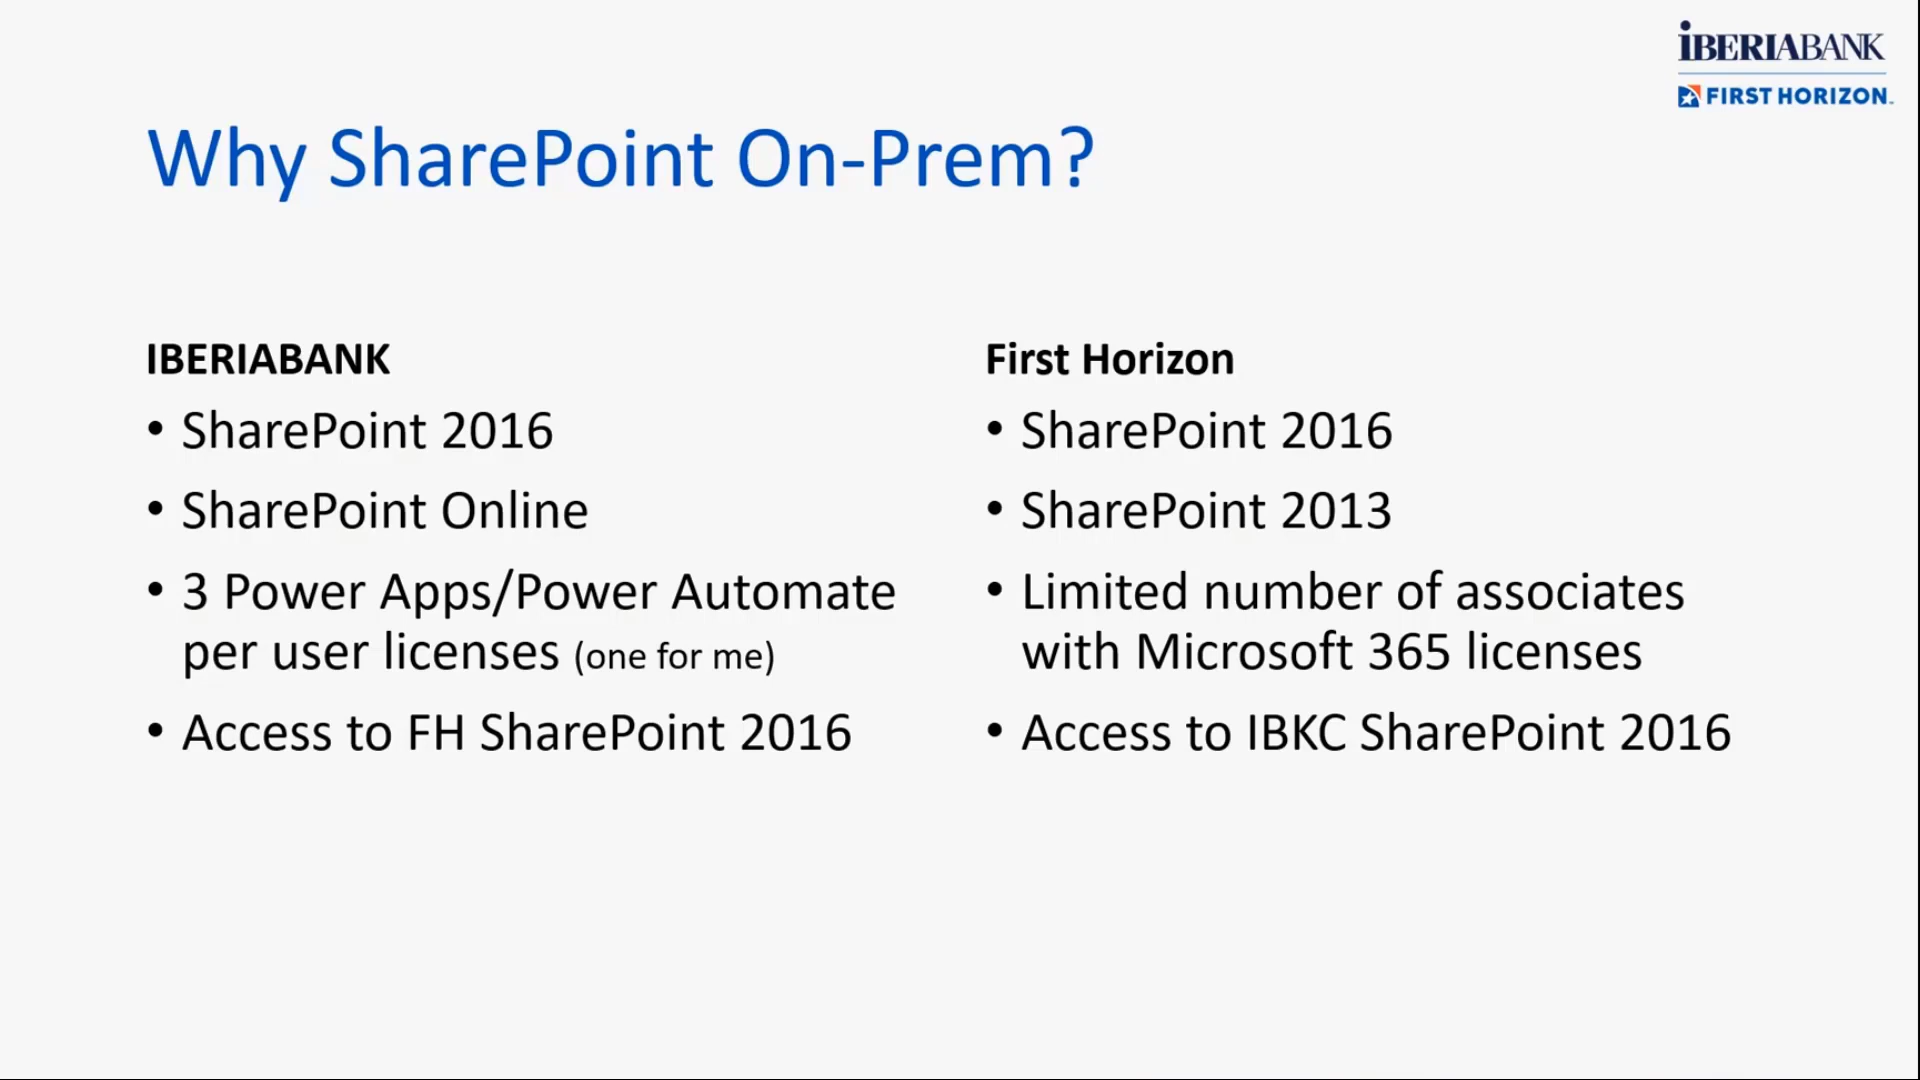 iBERIABANK
FIRST HORIZON
Why SharePoint On-Prem?
IBERIABANK
• SharePoint 2016
• SharePoint Online
• 3 Power Apps/Power Automate
per user licenses (one for me)
• Access to FH SharePoint 2016
First Horizon
• SharePoint 2016
• SharePoint 2013
• Limited number of associates
with Microsoft 365 licenses
• Access to IBKC SharePoint 2016